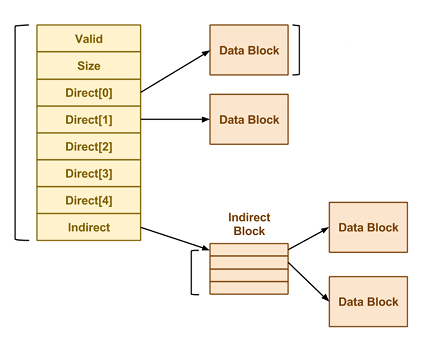 Valid
Size
Direct[0]
Direct[1]
Direct[2]
Direct[3]
Direct[4]
Indirect
Data Block
Data Block
Indirect
Block
Data Block
Data Block